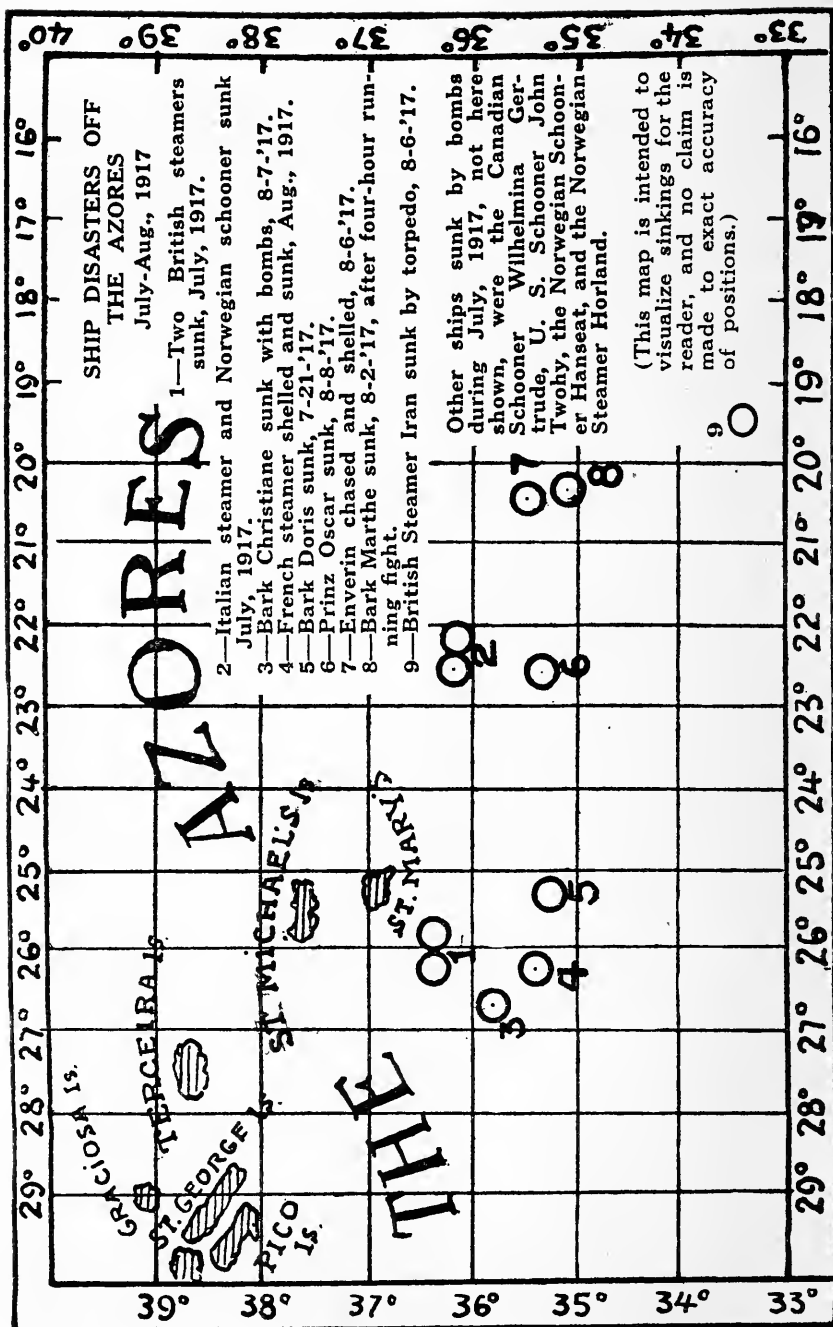 29° 28° 27° 26° 25° 24° 23° 22° 21° 20° 19° 18° 17° 16°
40°
39°
38°
37°
36°
35°
34°
33°
39°
38°
37°
36°
35°
34°
33°
GRACIOSA Is.
TERCEIRA Is.
ST. GEORGE Is.
PICO
Is.
ST. MICHAEL'S Is
ST. MARY'S
THE
AZORES
SHIP DISASTERS OFF
THE AZORES
July-Aug., 1917
1—Two British steamers
sunk, July, 1917.
2—Italian steamer and Norwegian schooner sunk
July, 1917.
3—Bark Christiane sunk with bombs, 8-7-'17.
4—French steamer shelled and sunk, Aug., 1917.
5—Bark Doris sunk, 7-21-'17.
6—Prinz Oscar sunk, 8-8-'17.
7—Enverin chased and shelled, 8-6-'17.
8—Bark Marthe sunk, 8-2-'17, after four-hour run-
ning fight.
9—British Steamer Iran sunk by torpedo, 8-6-'17.
Other ships sunk by bombs
during July, 1917, not here
shown, were the Canadian
Schooner Wilhelmina Ger-
trude, U. S. Schooner John
Twohy, the Norwegian Schoon-
er Hanseat, and the Norwegian
Steamer Horland.
(This map is intended to
visualize sinkings for the
reader, and no claim is
made to exact accuracy
of positions.)
1
2
3
4
5
6
7
8
9
29° 28° 27° 26° 25° 24° 23° 22° 21° 20° 19° 18° 17° 16°